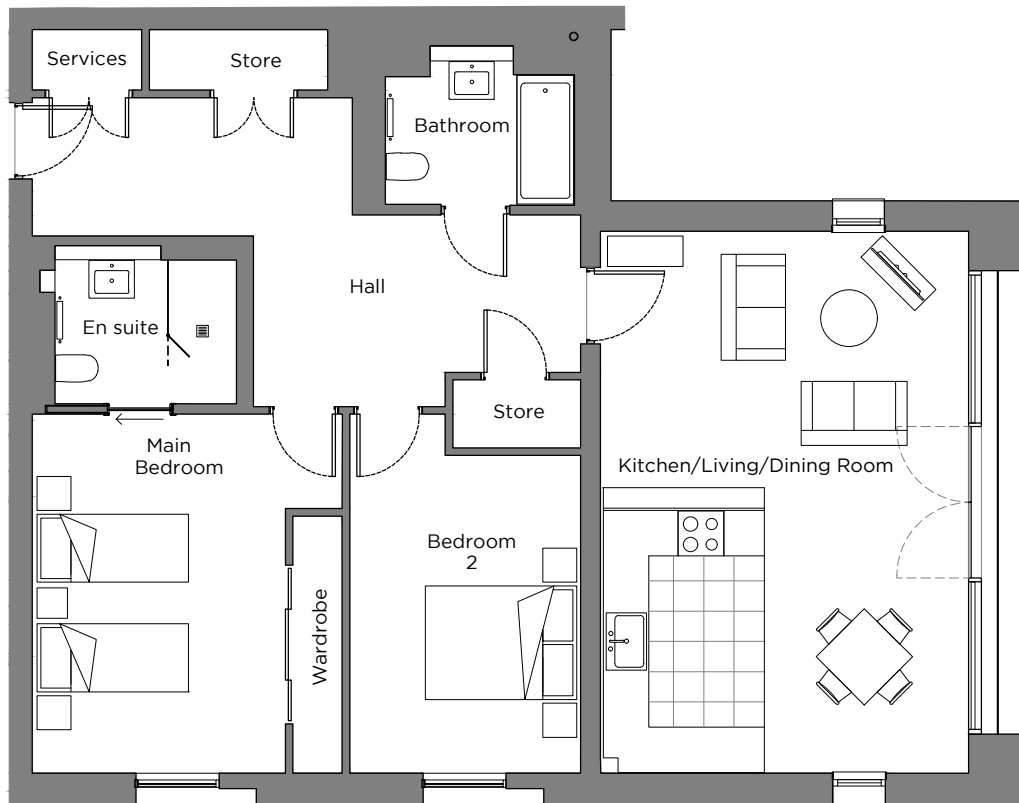 Services
Store
Bathroom
Hall
En suite
Store
Main
Bedroom
Kitchen/Living/Dining Room
Bedroom
2
Wardrobe